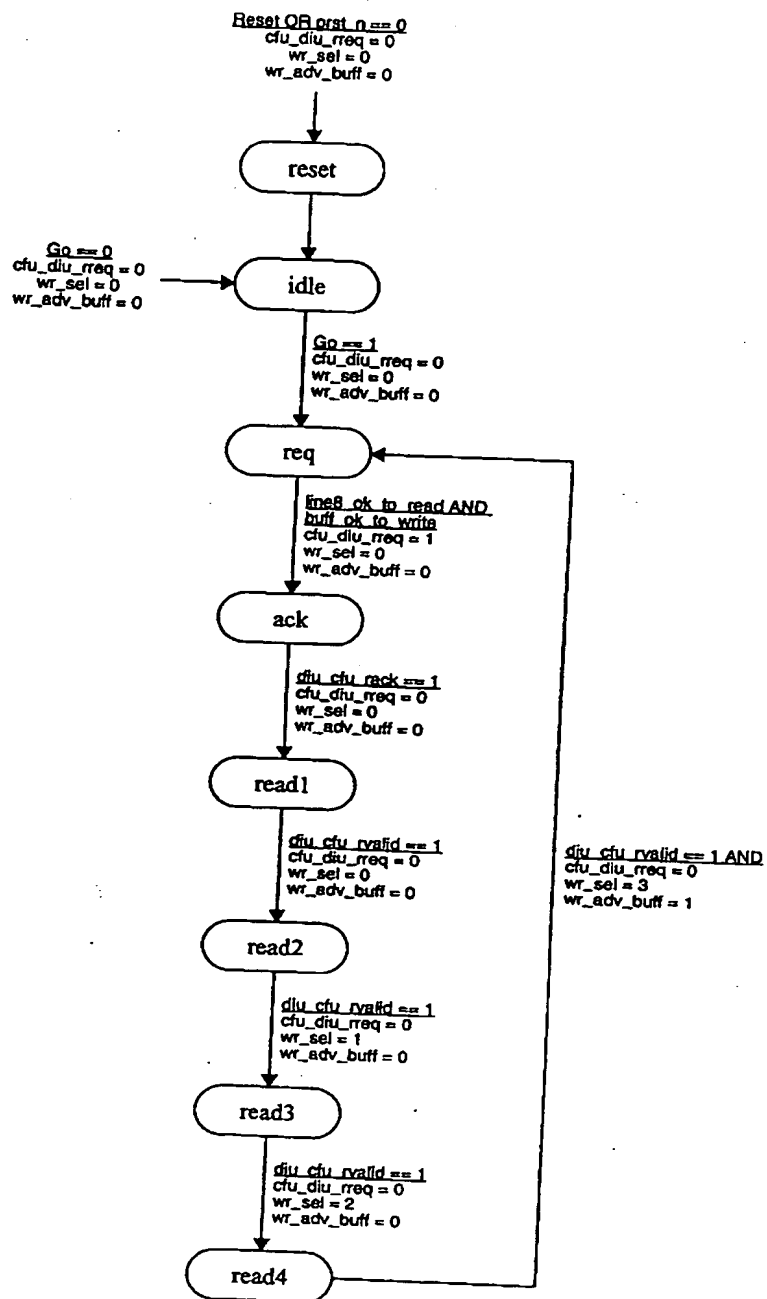 Reset OR prst_n == 0
cfu_diu_rreq = 0
wr_sel = 0
wr_adv_buff = 0
reset
Go == 0
cfu_diu_rreq = 0
wr_sel = 0
wr_adv_buff = 0
idle
Go == 1
cfu_diu_rreq = 0
wr_sel = 0
wr_adv_buff = 0
req
line8_ok_to_read AND
buff_ok_to_write
cfu_diu_rreq = 1
wr_sel = 0
wr_adv_buff = 0
ack
diu_cfu_rack == 1
cfu_diu_rreq = 0
wr_sel = 0
wr_adv_buff = 0
read1
diu_cfu_rvalid == 1
cfu_diu_rreq = 0
wr_sel = 0
wr_adv_buff = 0
diu_cfu_rvalid == 1 AND
cfu_diu_rreq = 0
wr_sel = 3
wr_adv_buff = 1
read2
diu_cfu_rvalid == 1
cfu_diu_rreq = 0
wr_sel = 1
wr_adv_buff = 0
read3
diu_cfu_rvalid == 1
cfu_diu_rreq = 0
wr_sel = 2
wr_adv_buff = 0
read4